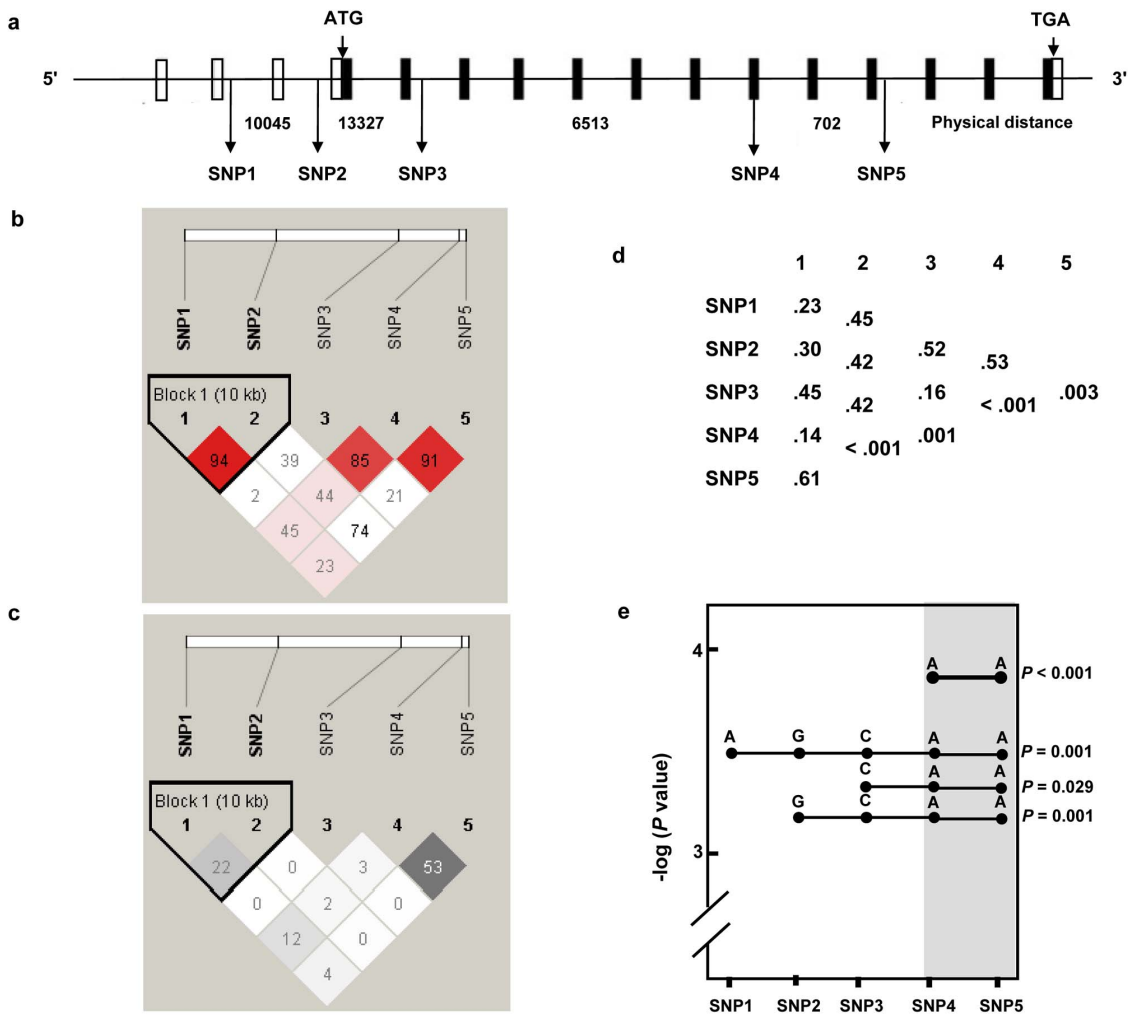 a
ATG
TGA
5'
3'
10045
13327
6513
702
Physical distance
SNP1
SNP2
SNP3
SNP4
SNP5
b
SNP1
SNP2
SNP3
SNP4
SNP5
Block 1 (10 kb)
1 2 3 4 5
94 39 85 91
2 44 21
45 74
23
c
SNP1
SNP2
SNP3
SNP4
SNP5
Block 1 (10 kb)
1 2 3 4 5
22 0 3 53
0 2 0
12 0
4
d
1 2 3 4 5
SNP1 .23
.45
SNP2 .30 .52
.42 .53
SNP3 .45 .16 .003
.42 < .001
SNP4 .14 .001
< .001
SNP5 .61
e
4
3
-log (P value)
A A P < 0.001
A G C A A P = 0.001
C A A P = 0.029
G C A A P = 0.001
SNP1 SNP2 SNP3 SNP4 SNP5